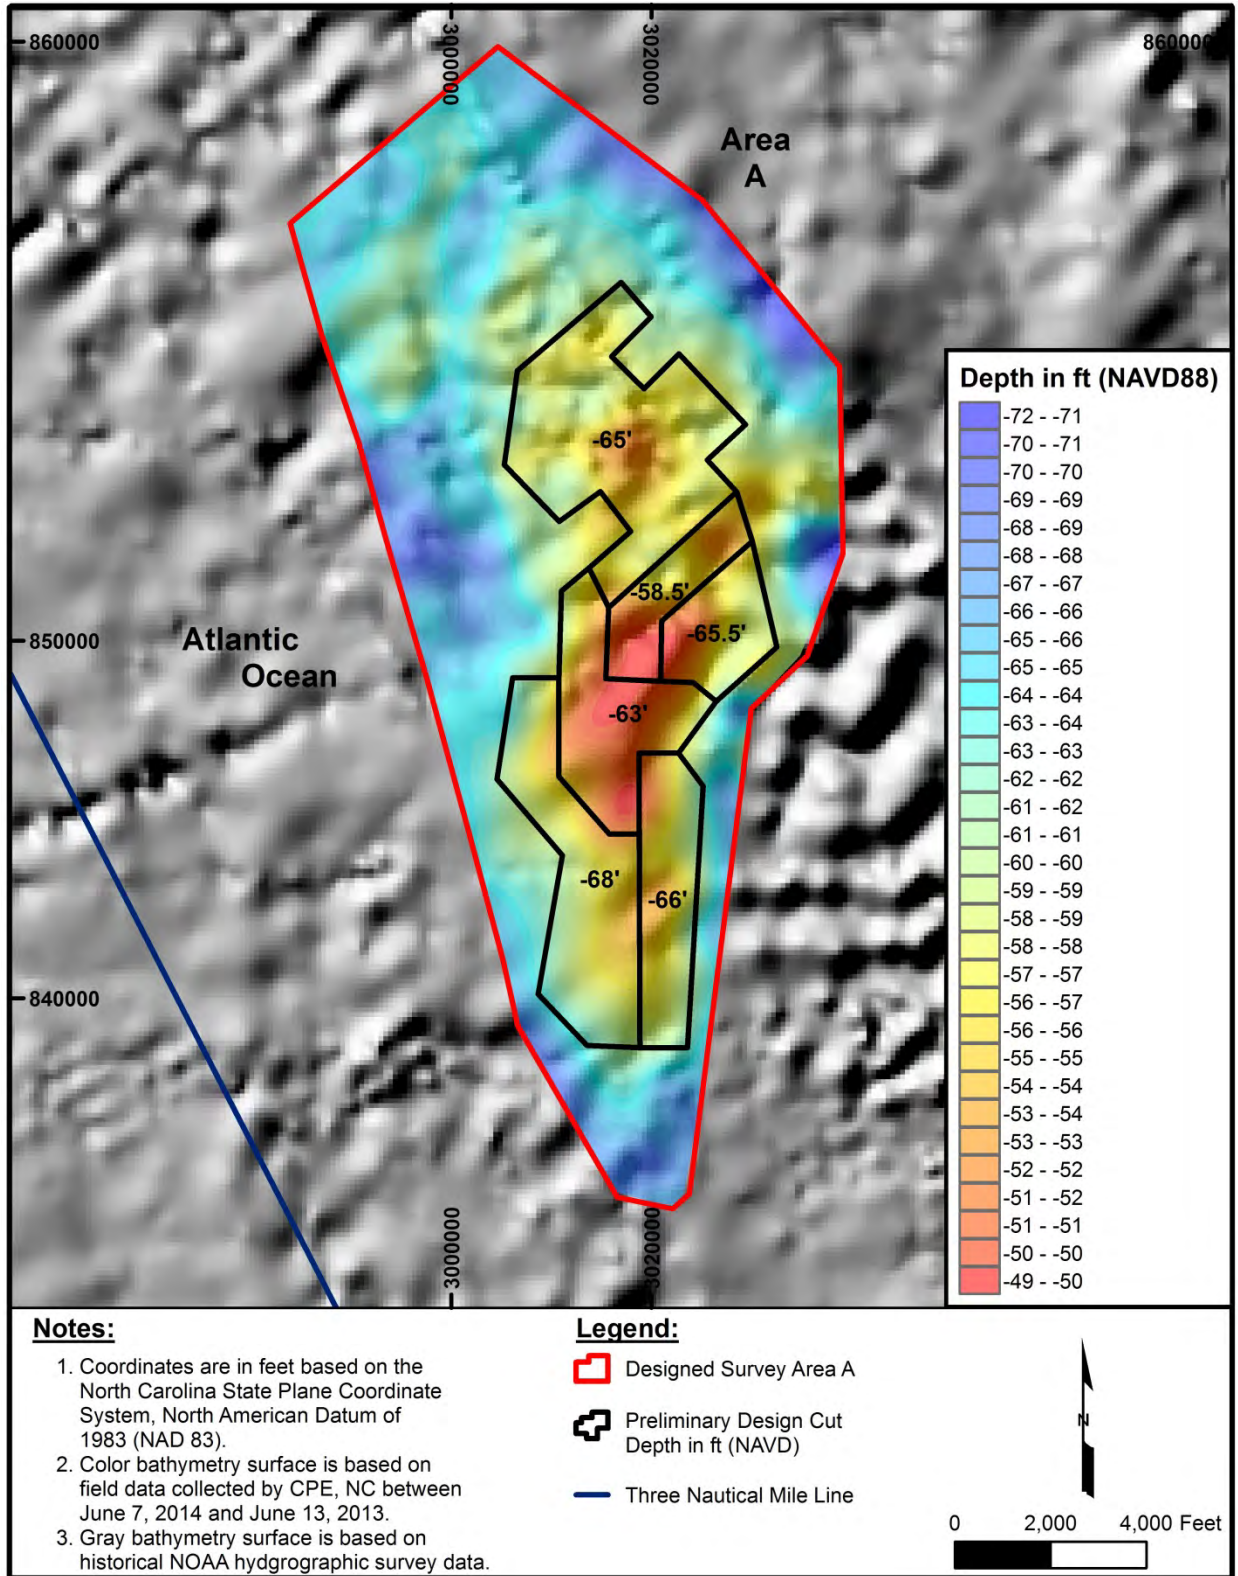 860000
3000000
3020000
860000
Area
A
Depth in ft (NAVD88)
-72 - -71
-70 - -71
-70 - -70
-69 - -69
-68 - -69
-68 - -68
-67 - -67
-66 - -66
-65 - -66
-65 - -65
-64 - -64
-63 - -64
-63 - -63
-62 - -62
-61 - -62
-61 - -61
-60 - -60
-59 - -59
-58 - -59
-58 - -58
-57 - -57
-56 - -57
-56 - -56
-55 - -55
-54 - -54
-53 - -54
-53 - -53
-52 - -52
-51 - -52
-51 - -51
-50 - -50
-49 - -50
-65'
-58.5'
-65.5'
850000
Atlantic
Ocean
-63'
-68'
-66'
840000
3000000
3020000
Notes:
1. Coordinates are in feet based on the
North Carolina State Plane Coordinate
System, North American Datum of
1983 (NAD 83).
2. Color bathymetry surface is based on
field data collected by CPE, NC between
June 7, 2014 and June 13, 2013.
3. Gray bathymetry surface is based on
historical NOAA hydgrographic survey data.
Legend:
Designed Survey Area A
Preliminary Design Cut
Depth in ft (NAVD)
Three Nautical Mile Line
N
0 2,000 4,000 Feet